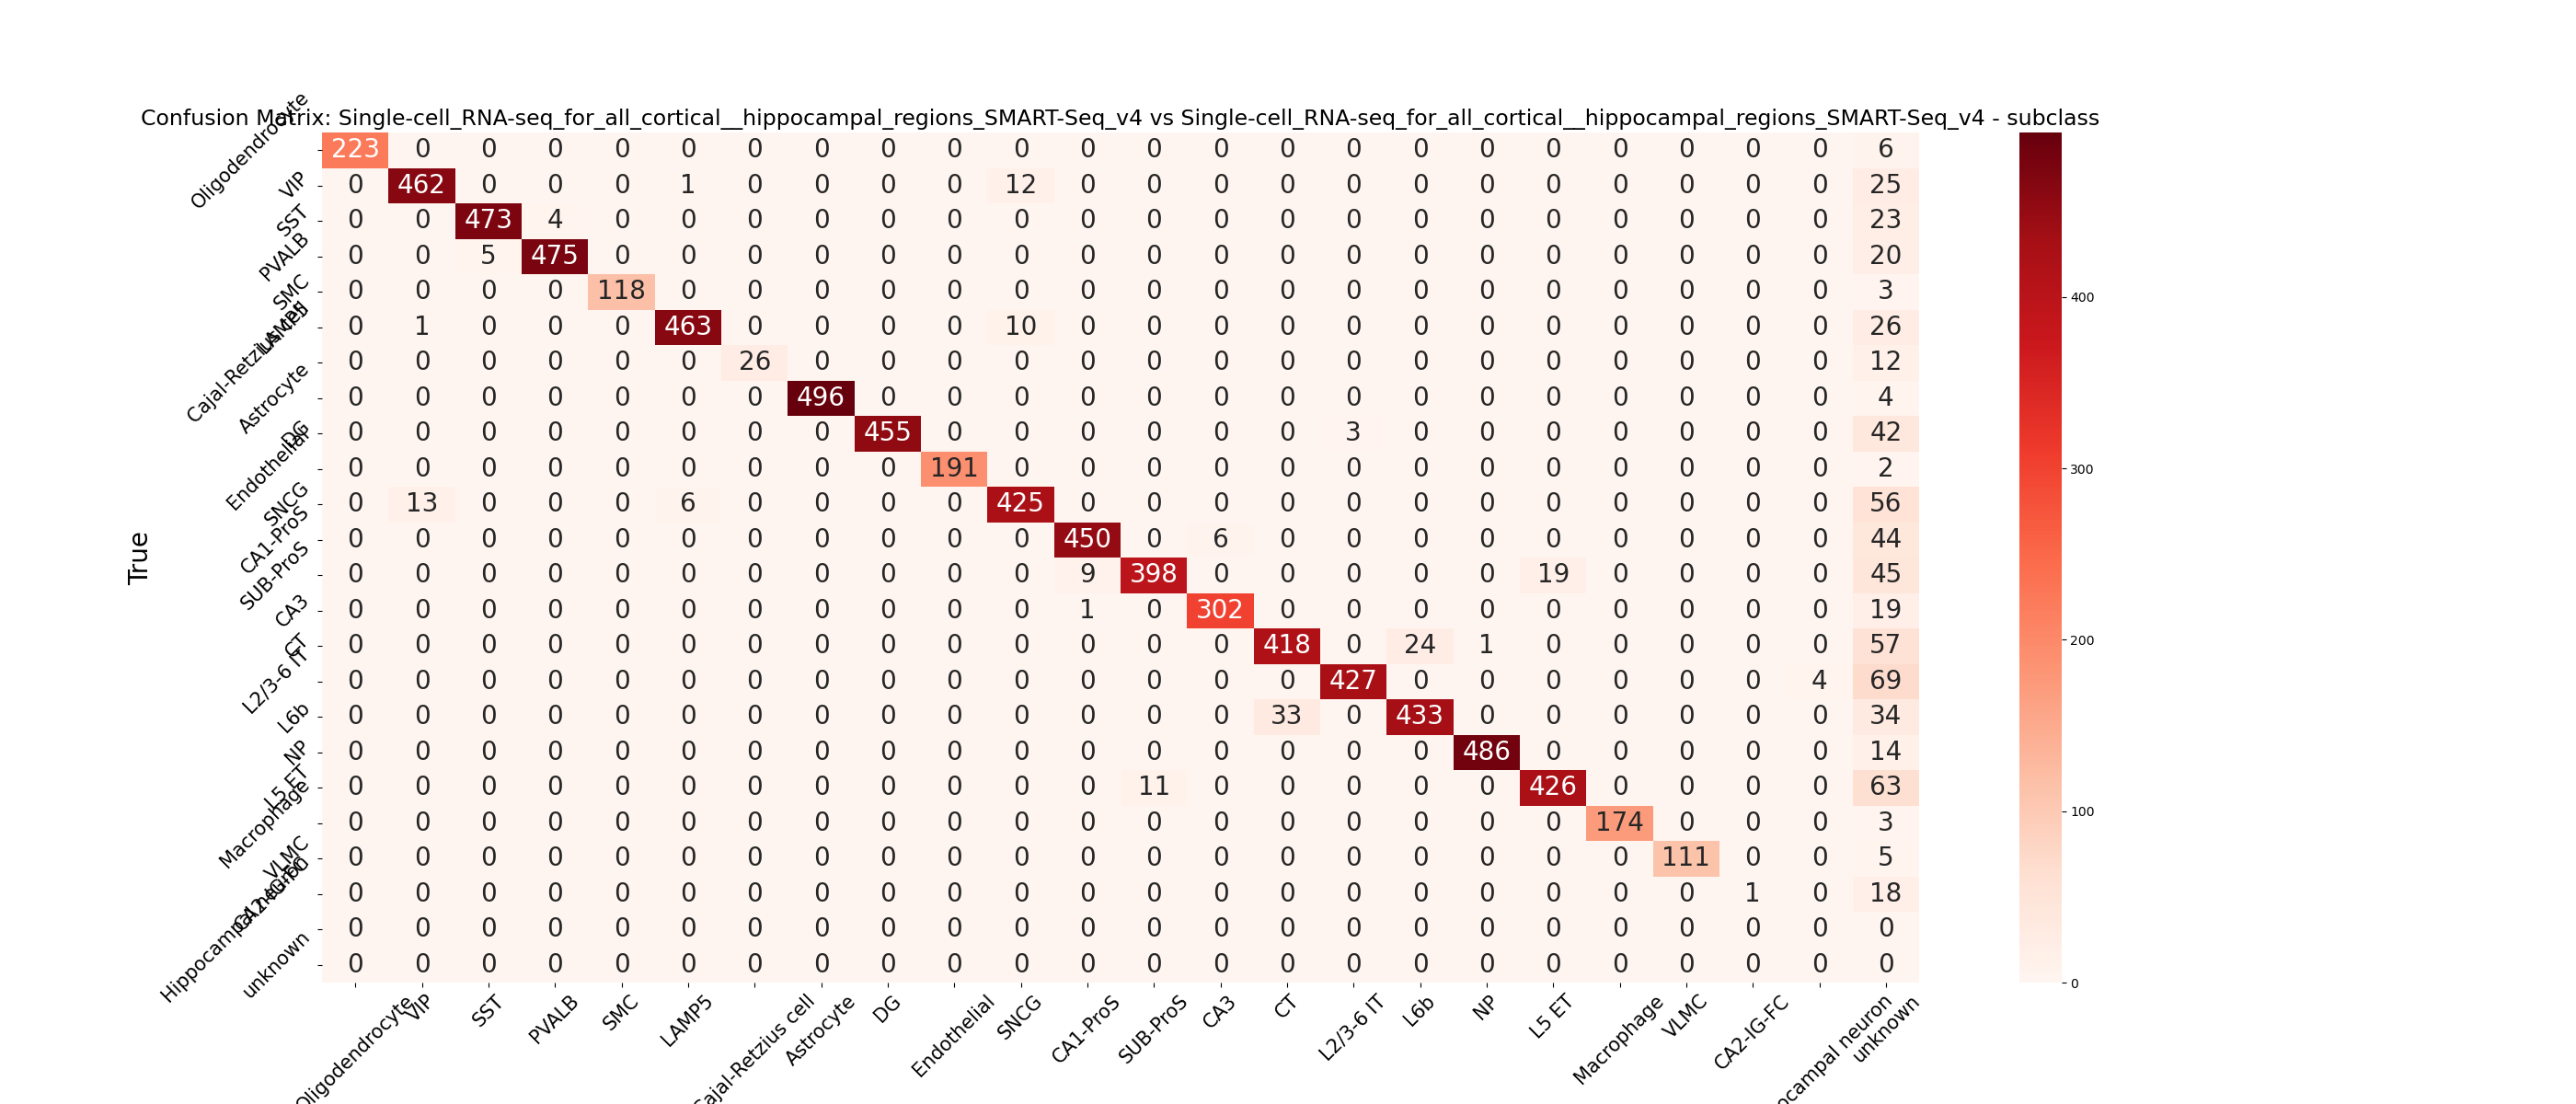 Confusion Matrix: Single-cell_RNA-seq_for_all_cortical__hippocampal_regions_SMART-Seq_v4 vs Single-cell_RNA-seq_for_all_cortical__hippocampal_regions_SMART-Seq_v4 - subclass
Oligodendrocyte 223 0 0 0 0 0 0 0 0 0 0 0 0 0 0 0 0 0 0 0 0 0 0 6
VIP 0 462 0 0 0 1 0 0 0 0 12 0 0 0 0 0 0 0 0 0 0 0 0 25
SST 0 0 473 4 0 0 0 0 0 0 0 0 0 0 0 0 0 0 0 0 0 0 0 23
PVALB 0 0 5 475 0 0 0 0 0 0 0 0 0 0 0 0 0 0 0 0 0 0 0 20
SMC 0 0 0 0 118 0 0 0 0 0 0 0 0 0 0 0 0 0 0 0 0 0 0 3
LAMP5 0 1 0 0 0 463 0 0 0 0 10 0 0 0 0 0 0 0 0 0 0 0 0 26
Cajal-Retzius cell 0 0 0 0 0 0 26 0 0 0 0 0 0 0 0 0 0 0 0 0 0 0 0 12
Astrocyte 0 0 0 0 0 0 0 496 0 0 0 0 0 0 0 0 0 0 0 0 0 0 0 4
DG 0 0 0 0 0 0 0 0 455 0 0 0 0 0 0 3 0 0 0 0 0 0 0 42
Endothelial 0 0 0 0 0 0 0 0 0 191 0 0 0 0 0 0 0 0 0 0 0 0 0 2
SNCG 0 13 0 0 0 6 0 0 0 0 425 0 0 0 0 0 0 0 0 0 0 0 0 56
CA1-ProS 0 0 0 0 0 0 0 0 0 0 0 450 0 6 0 0 0 0 0 0 0 0 0 44
SUB-ProS 0 0 0 0 0 0 0 0 0 0 0 9 398 0 0 0 0 0 19 0 0 0 0 45
CA3 0 0 0 0 0 0 0 0 0 0 0 1 0 302 0 0 0 0 0 0 0 0 0 19
CT 0 0 0 0 0 0 0 0 0 0 0 0 0 0 418 0 24 1 0 0 0 0 0 57
L2/3-6 IT 0 0 0 0 0 0 0 0 0 0 0 0 0 0 0 427 0 0 0 0 0 0 4 69
L6b 0 0 0 0 0 0 0 0 0 0 0 0 0 0 33 0 433 0 0 0 0 0 0 34
NP 0 0 0 0 0 0 0 0 0 0 0 0 0 0 0 0 0 486 0 0 0 0 0 14
L5 ET 0 0 0 0 0 0 0 0 0 0 0 0 11 0 0 0 0 0 426 0 0 0 0 63
Macrophage 0 0 0 0 0 0 0 0 0 0 0 0 0 0 0 0 0 0 0 174 0 0 0 3
VLMC 0 0 0 0 0 0 0 0 0 0 0 0 0 0 0 0 0 0 0 0 111 0 0 5
CA2-IG-FC 0 0 0 0 0 0 0 0 0 0 0 0 0 0 0 0 0 0 0 0 0 1 0 18
Hippocampal neuron 0 0 0 0 0 0 0 0 0 0 0 0 0 0 0 0 0 0 0 0 0 0 0 0
unknown 0 0 0 0 0 0 0 0 0 0 0 0 0 0 0 0 0 0 0 0 0 0 0 0
True
Oligodendrocyte
VIP
SST
PVALB
SMC
LAMP5
Cajal-Retzius cell
Astrocyte
DG
Endothelial
SNCG
CA1-ProS
SUB-ProS
CA3
CT
L2/3-6 IT
L6b
NP
L5 ET
Macrophage
VLMC
CA2-IG-FC
ocampal neuron
unknown
400
300
200
100
0